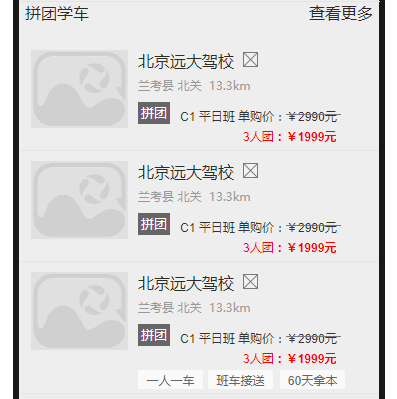 拼团学车 查看更多
北京远大驾校
兰考县 北关 13.3km
拼团 C1 平日班 单购价：￥2990元
3人团：￥1999元
北京远大驾校
兰考县 北关 13.3km
拼团 C1 平日班 单购价：￥2990元
3人团：￥1999元
北京远大驾校
兰考县 北关 13.3km
拼团 C1 平日班 单购价：￥2990元
3人团：￥1999元
一人一车 班车接送 60天拿本